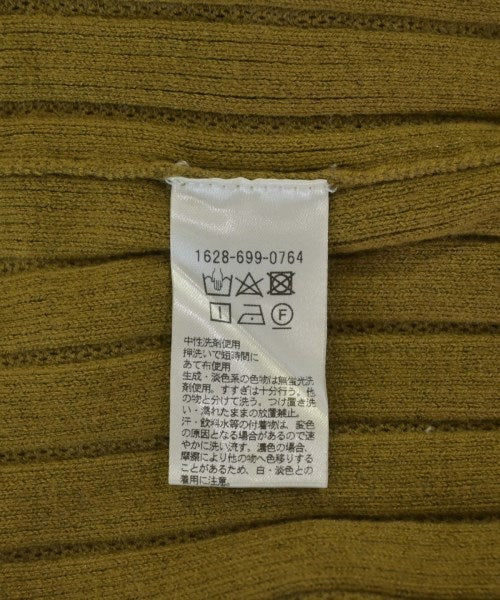 1628-699-0764
F
中性洗剤使用
押洗いで短時間に
あて布使用
生成・淡色系の色物は無蛍光洗
剤使用。すすぎは十分行う。他
の物と分けて洗う。つけ置き洗
い・濡れたままの放置禁止。
汗・飲料水等の付着物は、変色
の原因となる場合があるので速
やかに洗い流す。濃色の場合、
摩擦により他の物へ色移りする
ことがあるため、白・淡色との
着用に注意。